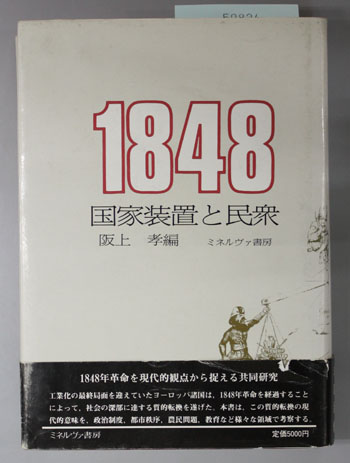 1848
国家装置と民衆
阪上 孝編 ミネルヴァ書房
1848年革命を現代的観点から捉える共同研究
工業化の最終局面を迎えていたヨーロッパ諸国は、1848年革命を経過すること
によって、社会の深部に達する質的転換を遂げた。本書は、この質的転換の現
代的意味を、政治制度、都市秩序、農民問題、教育など様々な領域で考察する。
ミネルヴァ書房 定価5000円